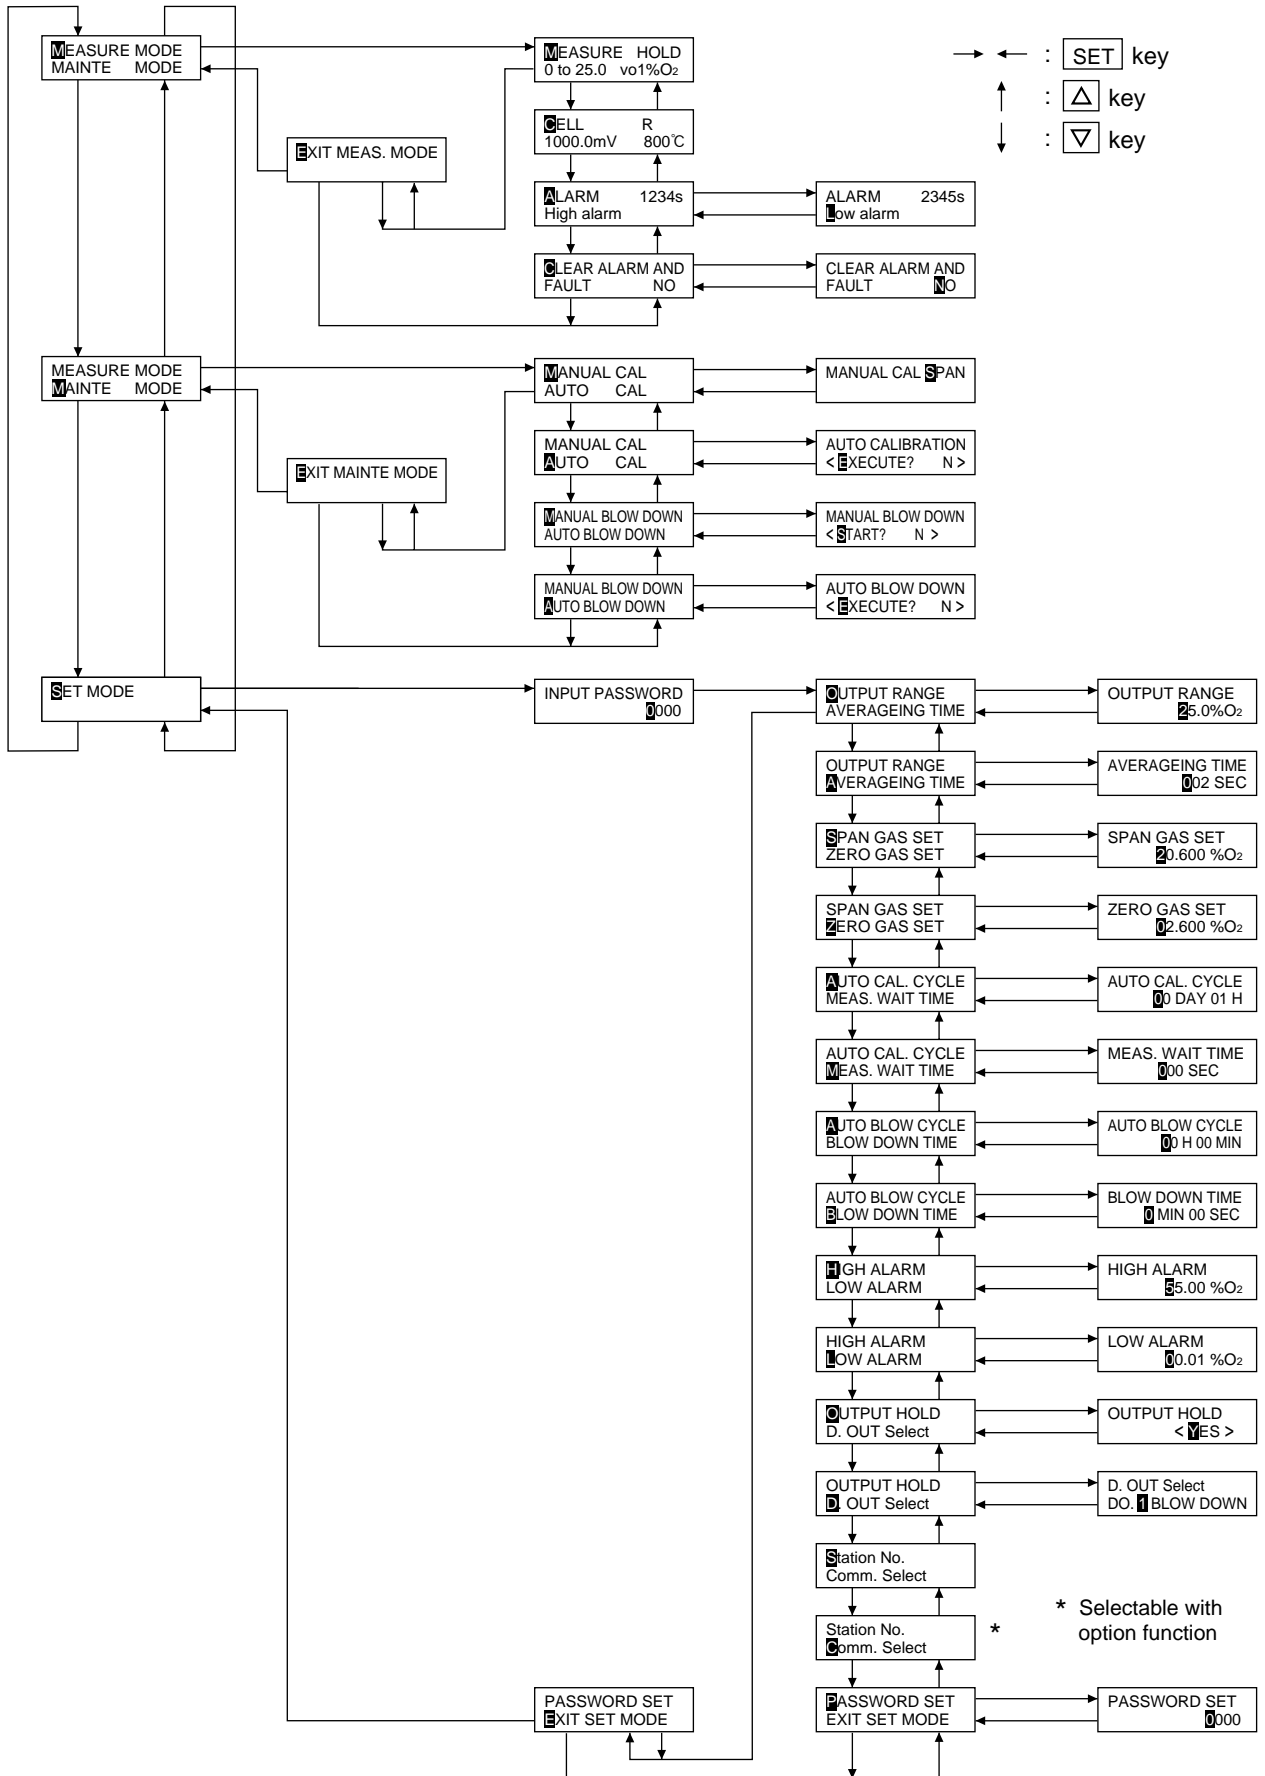 MEASURE MODE
MAINTE MODE
MEASURE HOLD
0 to 25.0 vo1%O2
: SET key
: △ key
: ▽ key
CELL R
1000.0mV 800℃
EXIT MEAS. MODE
ALARM 1234s
High alarm
ALARM 2345s
Low alarm
CLEAR ALARM AND
FAULT NO
CLEAR ALARM AND
FAULT NO
MEASURE MODE
MAINTE MODE
MANUAL CAL
AUTO CAL
MANUAL CAL SPAN
MANUAL CAL
AUTO CAL
AUTO CALIBRATION
< EXECUTE? N >
EXIT MAINTE MODE
MANUAL BLOW DOWN
AUTO BLOW DOWN
MANUAL BLOW DOWN
< START? N >
MANUAL BLOW DOWN
AUTO BLOW DOWN
AUTO BLOW DOWN
< EXECUTE? N >
SET MODE
INPUT PASSWORD
0000
OUTPUT RANGE
AVERAGEING TIME
OUTPUT RANGE
25.0%O2
OUTPUT RANGE
AVERAGEING TIME
AVERAGEING TIME
002 SEC
SPAN GAS SET
ZERO GAS SET
SPAN GAS SET
20.600 %O2
SPAN GAS SET
ZERO GAS SET
ZERO GAS SET
02.600 %O2
AUTO CAL. CYCLE
MEAS. WAIT TIME
AUTO CAL. CYCLE
00 DAY 01 H
AUTO CAL. CYCLE
MEAS. WAIT TIME
MEAS. WAIT TIME
000 SEC
AUTO BLOW CYCLE
BLOW DOWN TIME
AUTO BLOW CYCLE
00 H 00 MIN
AUTO BLOW CYCLE
BLOW DOWN TIME
BLOW DOWN TIME
0 MIN 00 SEC
HIGH ALARM
LOW ALARM
HIGH ALARM
55.00 %O2
HIGH ALARM
LOW ALARM
LOW ALARM
00.01 %O2
OUTPUT HOLD
D. OUT Select
OUTPUT HOLD
< YES >
OUTPUT HOLD
D. OUT Select
D. OUT Select
DO. 1 BLOW DOWN
Station No.
Comm. Select
Station No.
Comm. Select
*
* Selectable with
option function
PASSWORD SET
EXIT SET MODE
PASSWORD SET
EXIT SET MODE
PASSWORD SET
0000